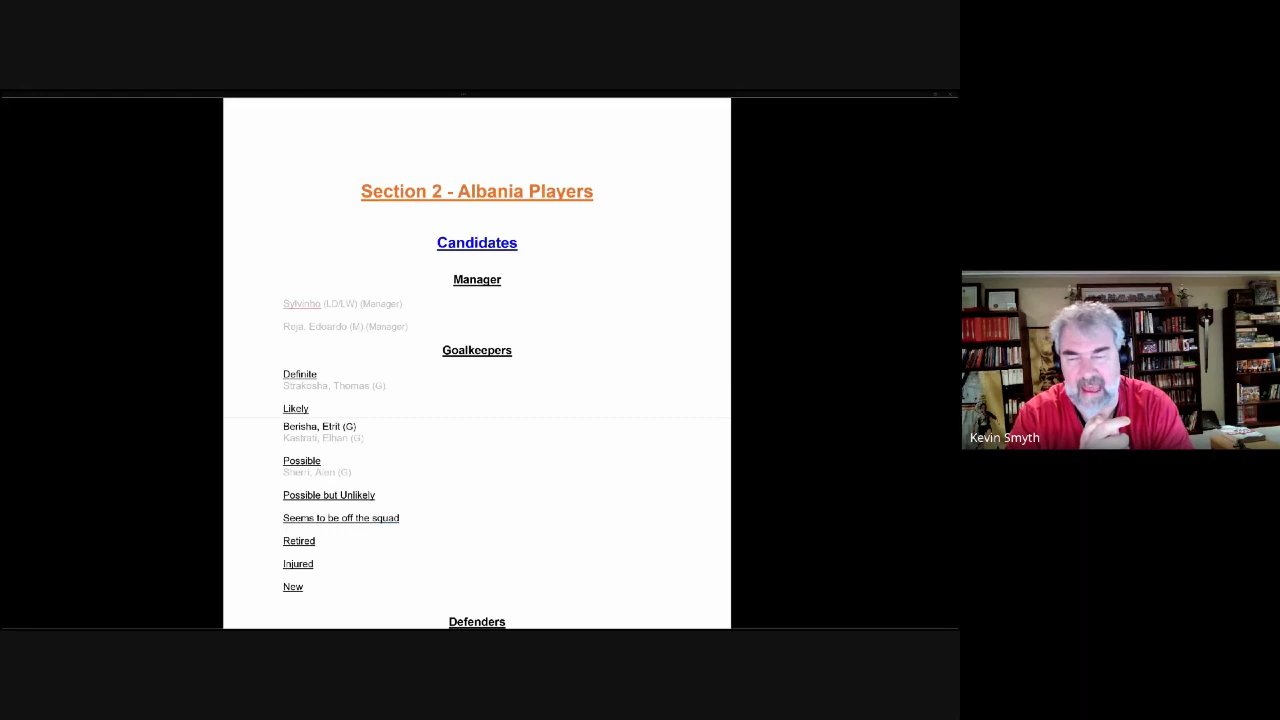 Section 2 - Albania Players
Candidates
Manager
Sylvinho (LD/LW) (Manager)
Reja, Edoardo (M) (Manager)
Goalkeepers
Definite
Strakosha, Thomas (G)
Likely
Berisha, Etrit (G)
Kastrati, Elhan (G)
Possible
Sherri, Alen (G)
Possible but Unlikely
Seems to be off the squad
Retired
Injured
New
Defenders
Kevin Smyth